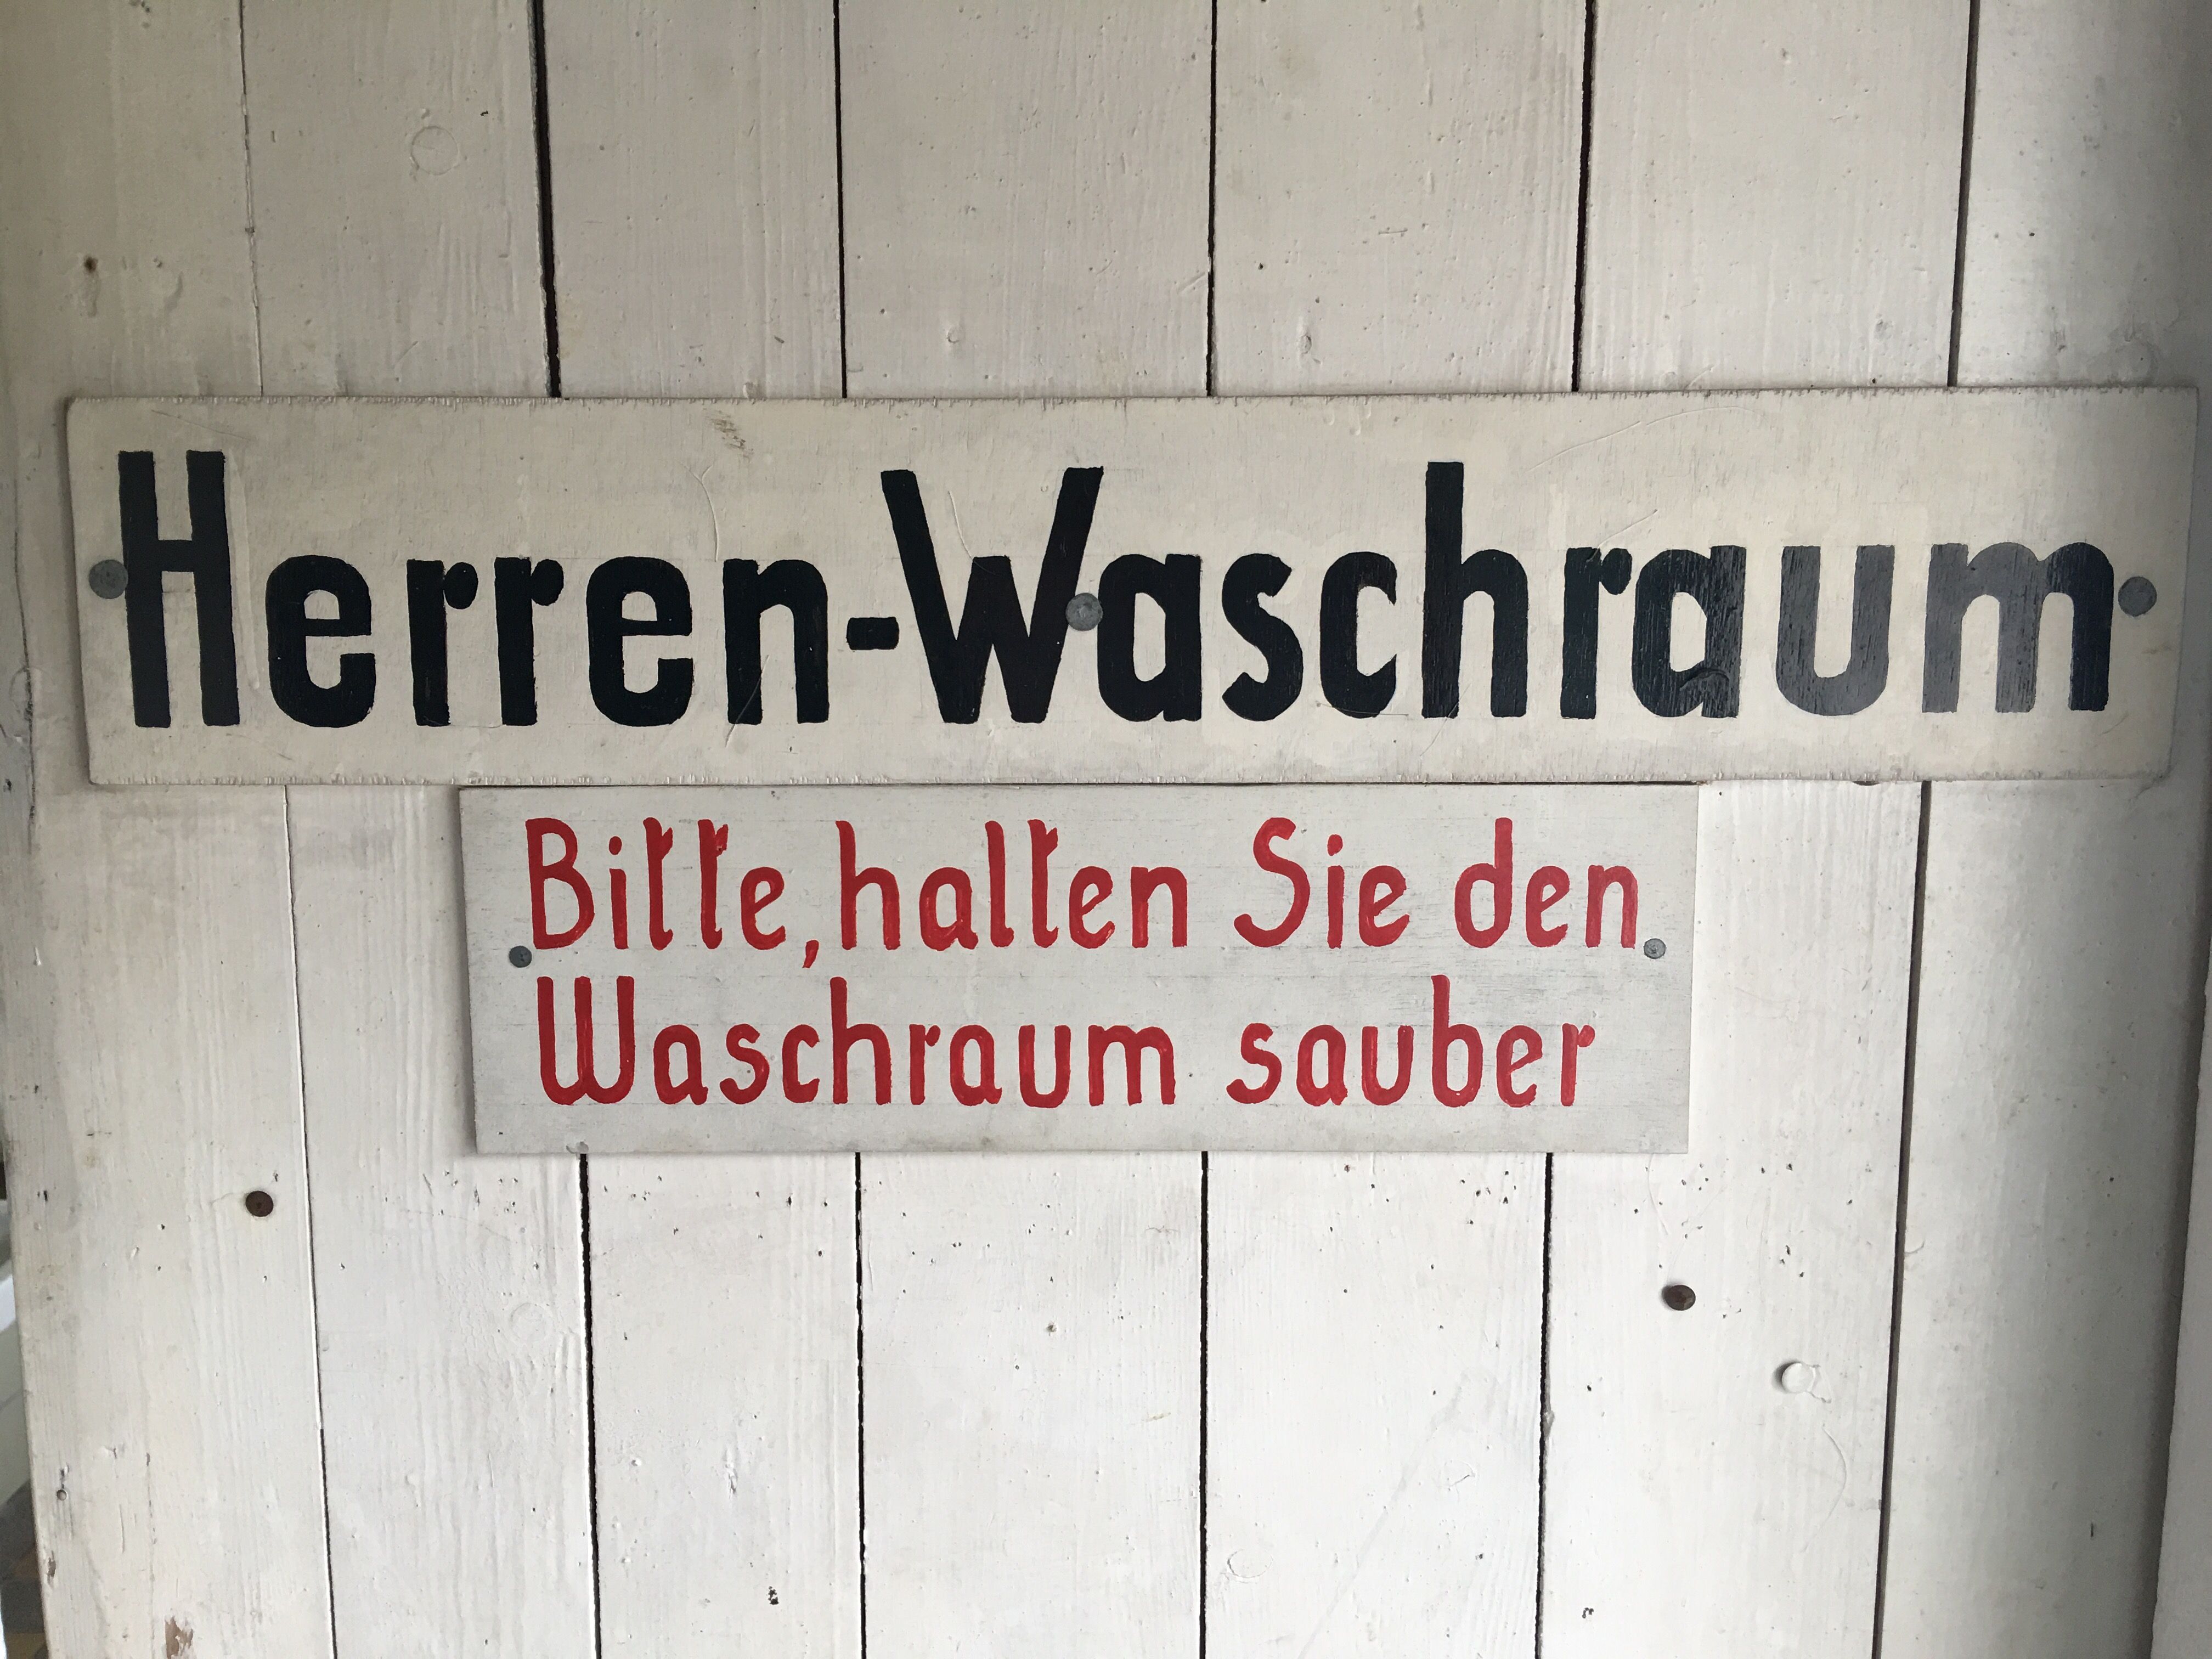 Herren-Waschraum
Bitte, halten Sie den
Waschraum sauber